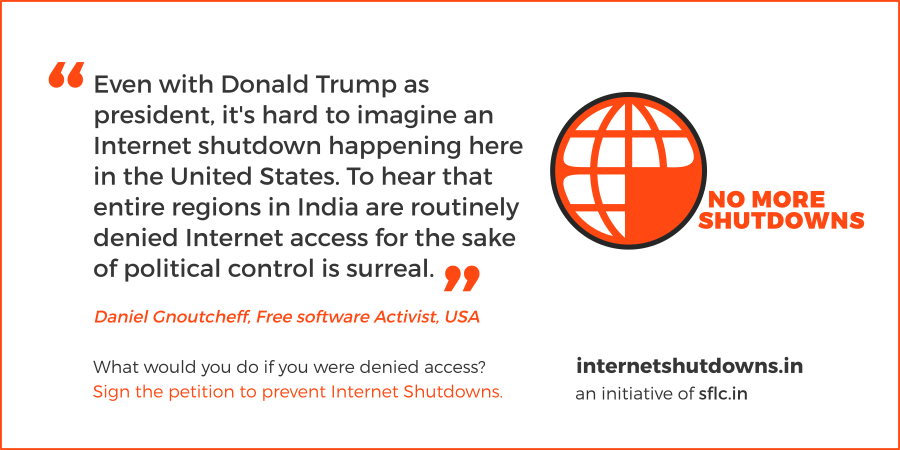 “
Even with Donald Trump as
president, it's hard to imagine an
Internet shutdown happening here
in the United States. To hear that
entire regions in India are routinely
denied Internet access for the sake
of political control is surreal. ”
Daniel Gnoutcheff, Free software Activist, USA
What would you do if you were denied access?
Sign the petition to prevent Internet Shutdowns.
NO MORE
SHUTDOWNS
internetshutdowns.in
an initiative of sflc.in